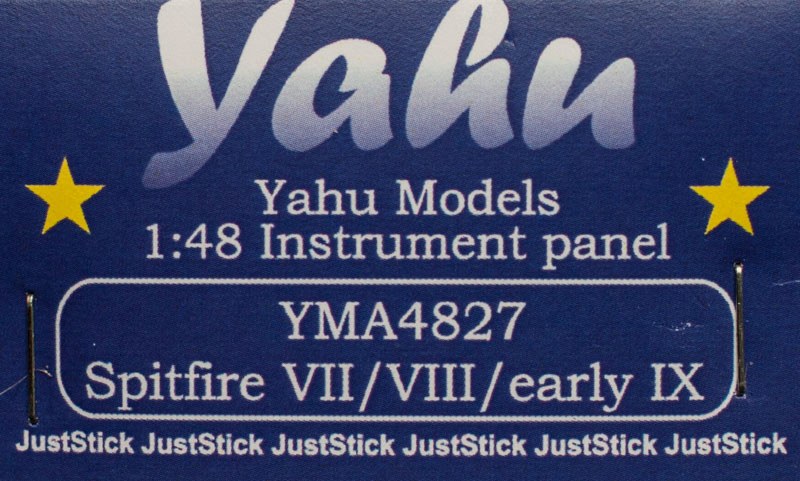 Yahu
Yahu Models
1:48 Instrument panel
YMA4827
Spitfire VII/VIII/early IX
JustStick JustStick JustStick JustStick JustStick JustStick